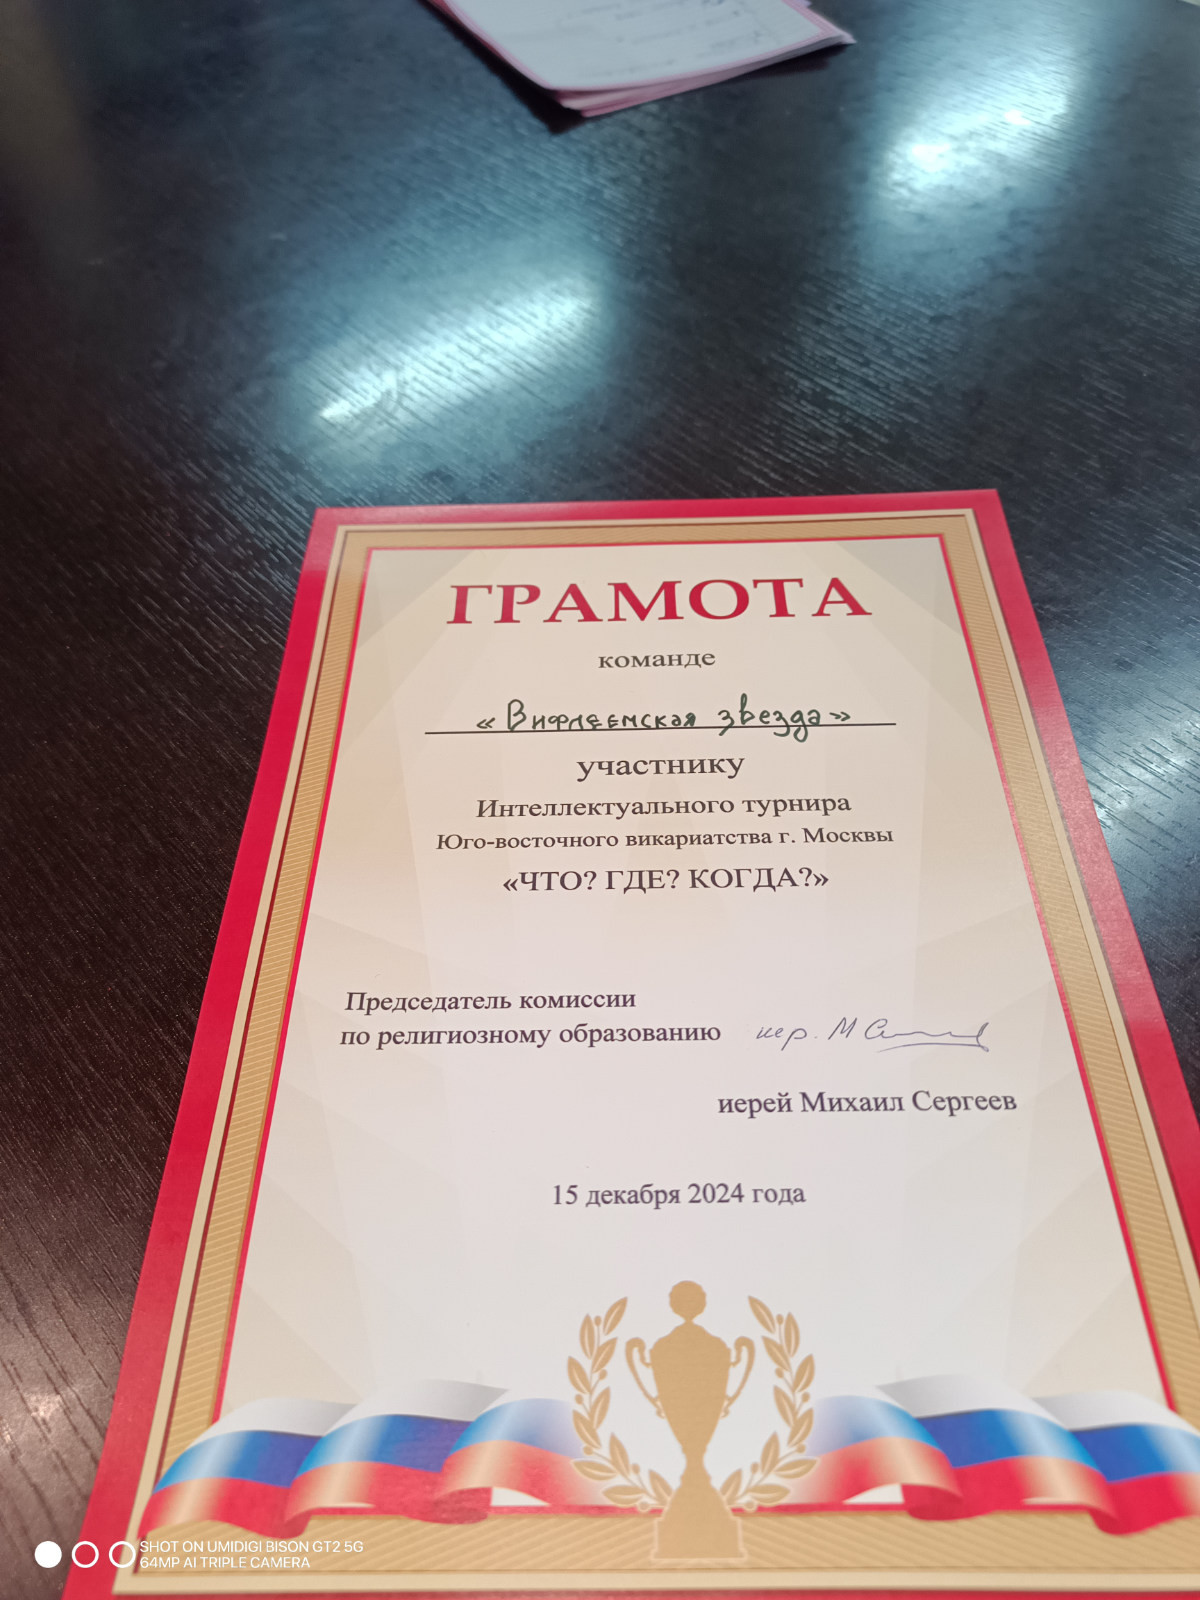 ГРАМОТА
команде
«Вифлеемская звезда»
участнику
Интеллектуального турнира
Юго-восточного викариатства г. Москвы
«ЧТО? ГДЕ? КОГДА?»
Председатель комиссии
по религиозному образованию
иер. М
иерей Михаил Сергеев
15 декабря 2024 года
SHOT ON UMIDIGI BISON GT2 5G
64MP AI TRIPLE CAMERA